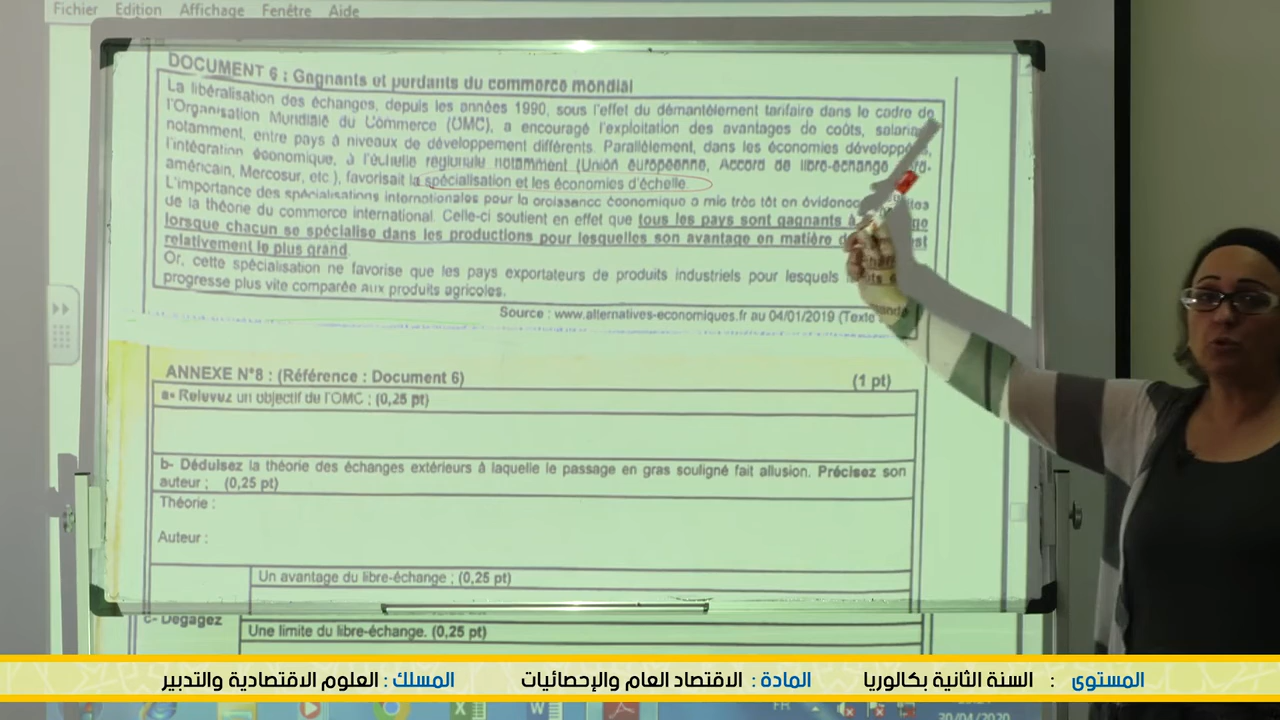 Fichier Edition Affichage Fenêtre Aide
DOCUMENT 6 : Gagnants et perdants du commerce mondial
La libéralisation des échanges, depuis les années 1990, sous l'effet du démantèlement tarifaire dans le cadre de
l'Organisation Mundiale du Commerce (OMC), a encouragé l'exploitation des avantages de coûts,
notamment, entre pays à niveaux de développement différents. Parallèlement, dans les économies
l'intégration économique, à l'échelle régionale notamment (Union européenne, Accord de libre-échange
américain, Mercosur, etc.), favorisait la spécialisation et les économies d'échelle.
L'importance des spécialisations internationales pour la croissance économique a mis très tôt en
de la théorie du commerce international. Celle-ci soutient en effet que tous les pays sont gagnants à
lorsque chacun se spécialise dans les productions pour lesquelles son avantage en matière
relativement le plus grand.
Or, cette spécialisation ne favorise que les pays exportateurs de produits industriels pour lesquels
progresse plus vite comparée aux produits agricoles.
Source : www.alternatives-economiques.fr au 04/01/2019
ANNEXE N°8 : (Référence : Document 6)
(1 pt)
a- Relevez un objectif de l'OMC ; (0,25 pt)
b- Déduisez la théorie des échanges extérieurs à laquelle le passage en gras souligné fait allusion. Précisez son
auteur ; (0,25 pt)
Théorie :
Auteur :
Un avantage du libre-échange ; (0,25 pt)
c- Dégagez
Une limite du libre-échange. (0,25 pt)
المستوى : السنة الثانية بكالوريا المادة : الاقتصاد العام والإحصائيات المسلك : العلوم الاقتصادية والتدبير
FR
20/04/2020